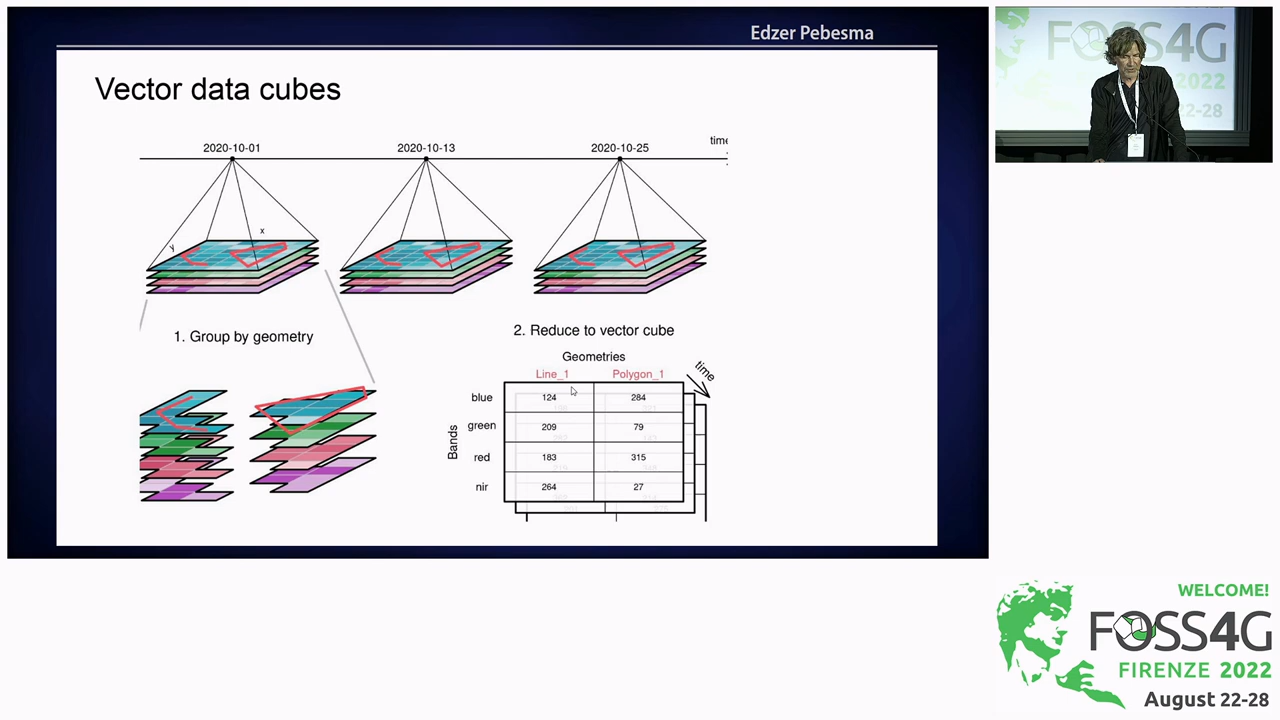 Edzer Pebesma
Vector data cubes
2020-10-01 2020-10-13 2020-10-25 time
x
y
1. Group by geometry
2. Reduce to vector cube
Geometries
Line_1 Polygon_1
time
Bands
blue 124 284
green 209 79
red 183 315
nir 264 27
FOSS4G
2022
22-28
WELCOME!
FOSS4G
FIRENZE 2022
August 22-28